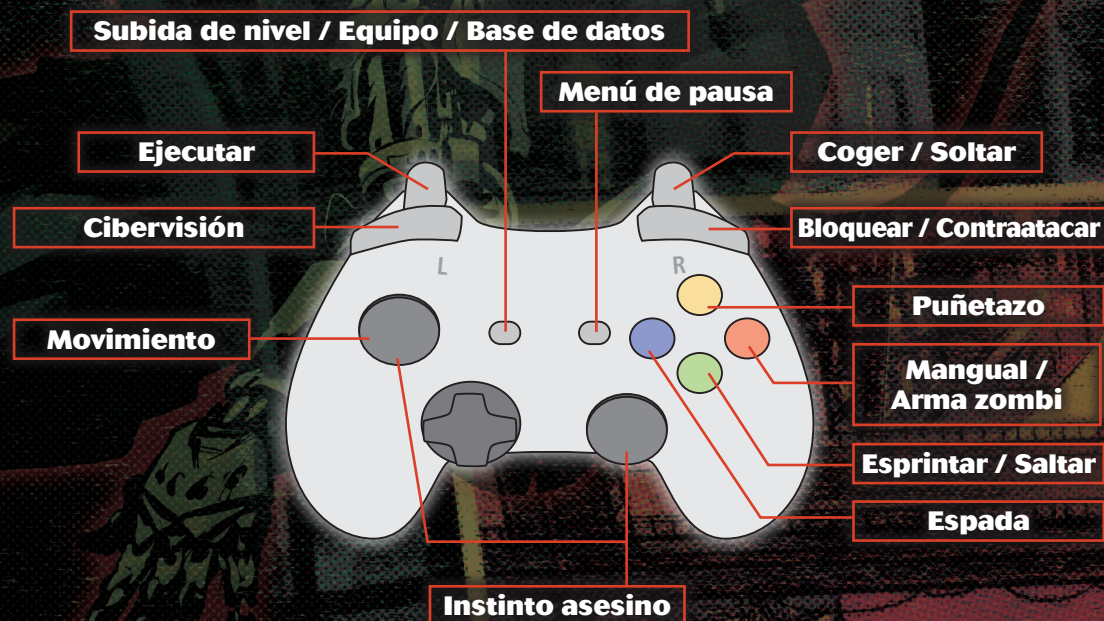 Subida de nivel / Equipo / Base de datos
Menú de pausa
Ejecutar
Coger / Soltar
Cibervisión
Bloquear / Contraatacar
L
R
Puñetazo
Movimiento
Mangual /
Arma zombi
Esprintar / Saltar
Espada
Instinto asesino